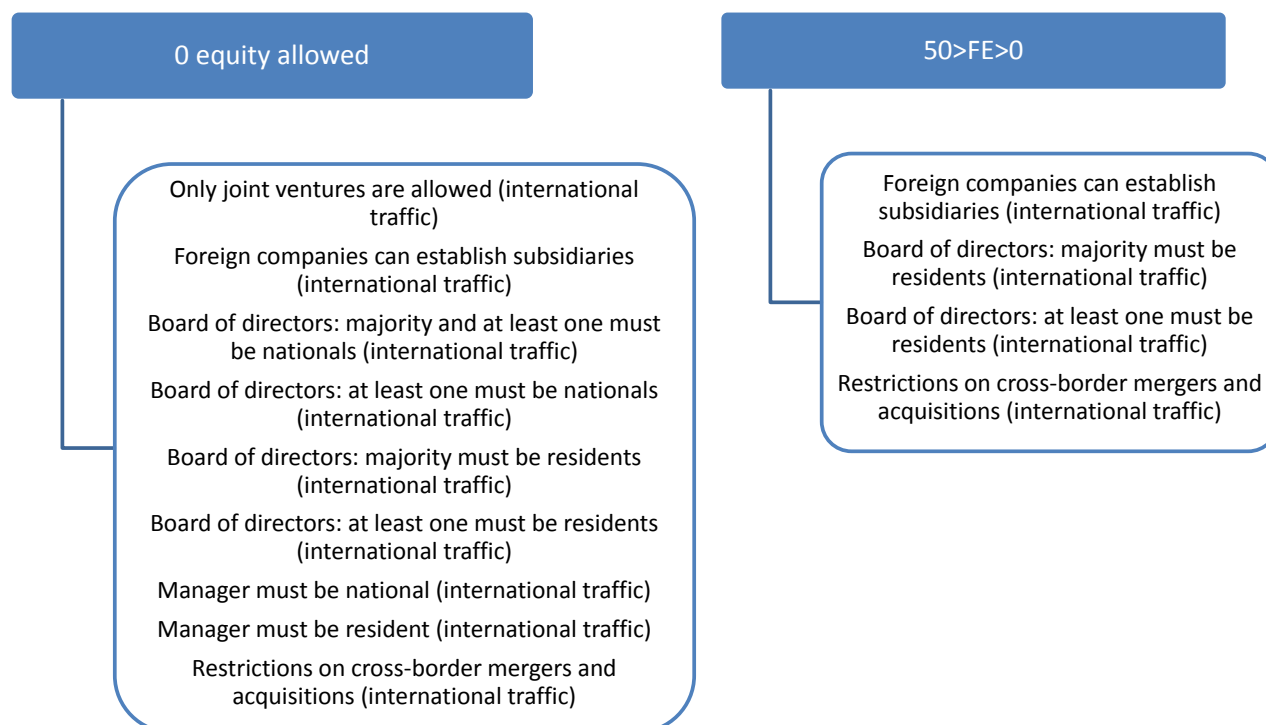 0 equity allowed
Only joint ventures are allowed (international
traffic)
Foreign companies can establish subsidiaries
(international traffic)
Board of directors: majority and at least one must
be nationals (international traffic)
Board of directors: at least one must be nationals
(international traffic)
Board of directors: majority must be residents
(international traffic)
Board of directors: at least one must be residents
(international traffic)
Manager must be national (international traffic)
Manager must be resident (international traffic)
Restrictions on cross-border mergers and
acquisitions (international traffic)
50>FE>0
Foreign companies can establish
subsidiaries (international traffic)
Board of directors: majority must be
residents (international traffic)
Board of directors: at least one must be
residents (international traffic)
Restrictions on cross-border mergers and
acquisitions (international traffic)